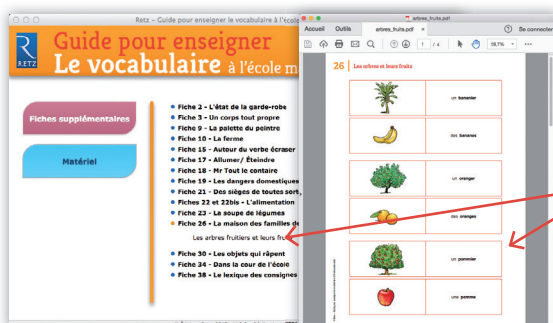 Retz – Guide pour enseigner le vocabulaire à l'école
RETZ
Guide pour enseigner
Le vocabulaire à l'école m
Fiches supplémentaires
Matériel
Fiche 2 - L'état de la garde-robe
Fiche 3 - Un corps tout propre
Fiche 9 - La palette du peintre
Fiche 10 - La ferme
Fiche 15 - Autour du verbe écraser
Fiche 17 - Allumer/ Éteindre
Fiche 18 - Mr Tout le contaire
Fiche 19 - Les dangers domestiques
Fiche 21 - Des sièges de toutes sort,
Fiches 22 et 22bis - L'alimentation
Fiche 23 - La soupe de légumes
Fiche 26 - La maison des familles de
Les arbres fruitiers et leurs fru
Fiche 30 - Les objets qui râpent
Fiche 34 - Dans la cour de l'école
Fiche 38 - Le lexique des consignes
arbres_fruits.pdf
Accueil Outils arbres_fruits.pdf × Se connecter
1 / 4 59,7%
26 Les arbres et leurs fruits
un bananier
des bananes
un oranger
des oranges
un pommier
une pomme